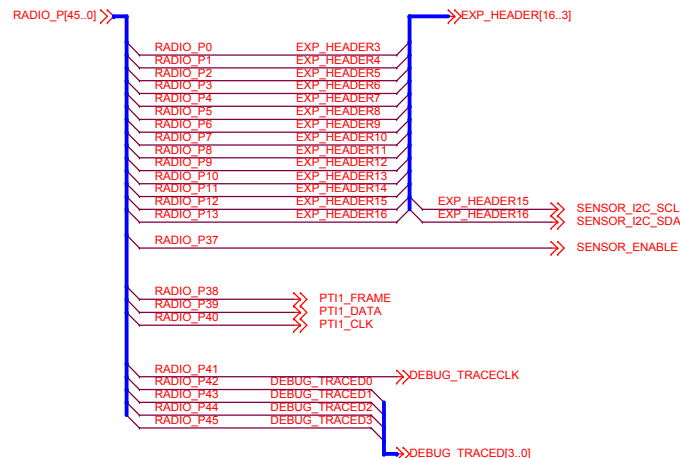 RADIO_P[45..0] EXP_HEADER[16..3]
RADIO_P0 EXP_HEADER3
RADIO_P1 EXP_HEADER4
RADIO_P2 EXP_HEADER5
RADIO_P3 EXP_HEADER6
RADIO_P4 EXP_HEADER7
RADIO_P5 EXP_HEADER8
RADIO_P6 EXP_HEADER9
RADIO_P7 EXP_HEADER10
RADIO_P8 EXP_HEADER11
RADIO_P9 EXP_HEADER12
RADIO_P10 EXP_HEADER13
RADIO_P11 EXP_HEADER14
RADIO_P12 EXP_HEADER15 EXP_HEADER15 SENSOR_I2C_SCL
RADIO_P13 EXP_HEADER16 EXP_HEADER16 SENSOR_I2C_SDA
RADIO_P37 SENSOR_ENABLE
RADIO_P38 PTI1_FRAME
RADIO_P39 PTI1_DATA
RADIO_P40 PTI1_CLK
RADIO_P41 DEBUG_TRACECLK
RADIO_P42 DEBUG_TRACED0
RADIO_P43 DEBUG_TRACED1
RADIO_P44 DEBUG_TRACED2
RADIO_P45 DEBUG_TRACED3
DEBUG_TRACED[3..0]